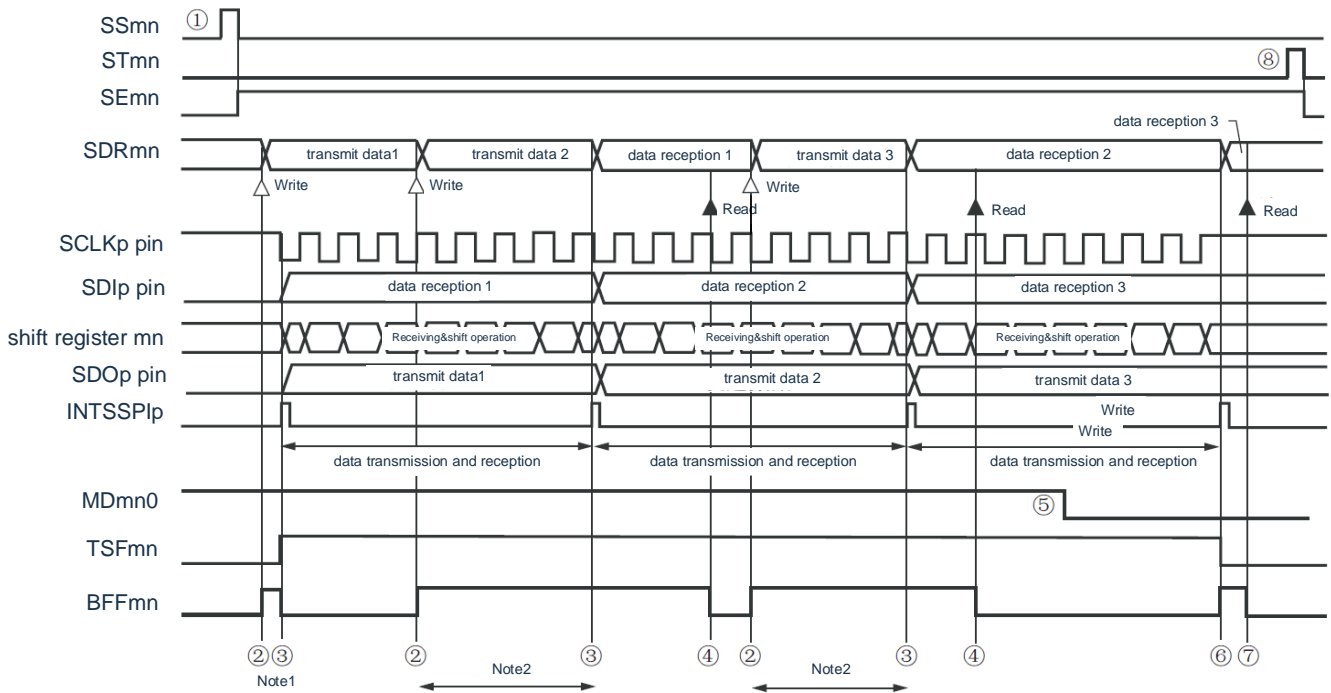 ① SSmn
STmn ⑧
SEmn
data reception 3
SDRmn transmit data1 transmit data 2 data reception 1 transmit data 3 data reception 2
Write Write Read Write Read Read
SCLKp pin
SDIp pin data reception 1 data reception 2 data reception 3
shift register mn Receiving&shift operation Receiving&shift operation Receiving&shift operation
SDOp pin transmit data1 transmit data 2 transmit data 3
INTSSPIp Write
Write
data transmission and reception data transmission and reception data transmission and reception
MDmn0 ⑤
TSFmn
BFFmn
②③ ② ③ ④ ② ③ ④ ⑥ ⑦
Note1 Note2 Note2